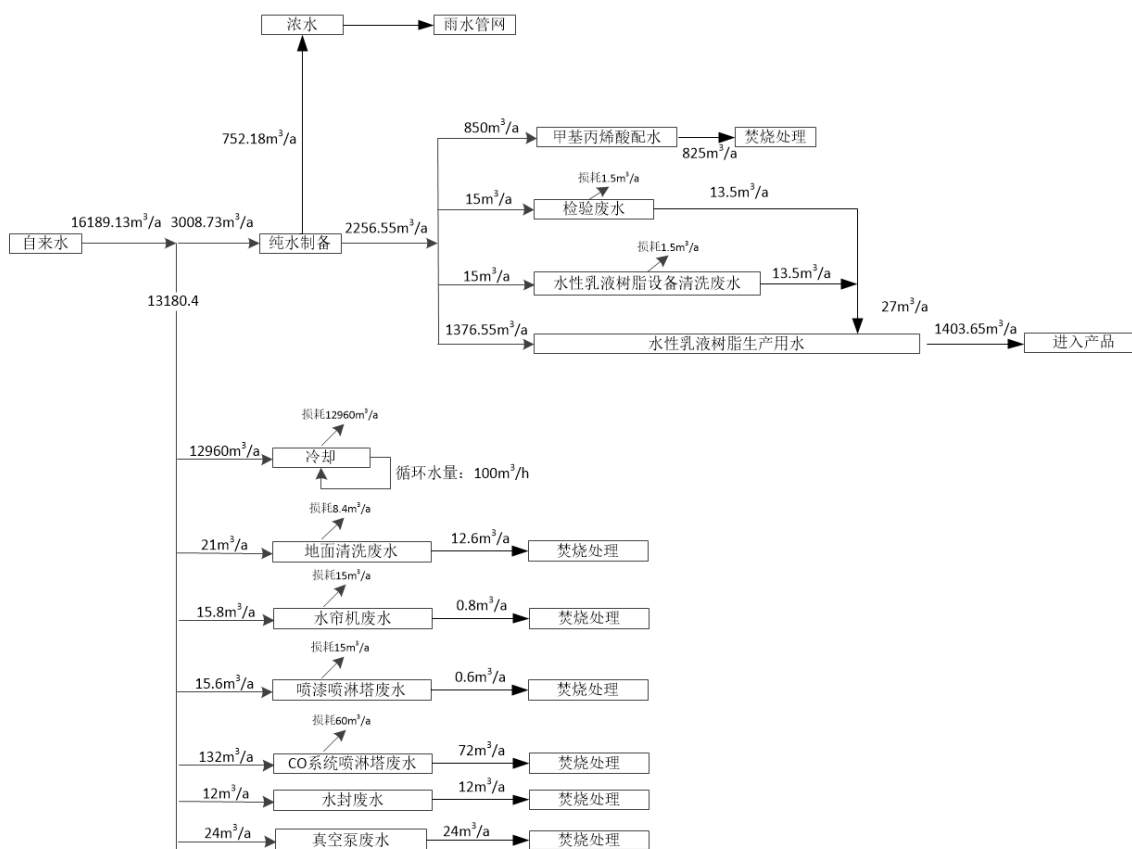 浓水
雨水管网
752.18m³/a
850m³/a
甲基丙烯酸配水
825m³/a
焚烧处理
损耗1.5m³/a
15m³/a
检验废水
13.5m³/a
16189.13m³/a
3008.73m³/a
自来水
纯水制备
2256.55m³/a
损耗1.5m³/a
15m³/a
水性乳液树脂设备清洗废水
13.5m³/a
13180.4
27m³/a
1376.55m³/a
水性乳液树脂生产用水
1403.65m³/a
进入产品
损耗12960m³/a
12960m³/a
冷却
循环水量：100m³/h
损耗8.4m³/a
21m³/a
地面清洗废水
12.6m³/a
焚烧处理
损耗15m³/a
15.8m³/a
水帘机废水
0.8m³/a
焚烧处理
损耗15m³/a
15.6m³/a
喷漆喷淋塔废水
0.6m³/a
焚烧处理
损耗60m³/a
132m³/a
CO系统喷淋塔废水
72m³/a
焚烧处理
12m³/a
水封废水
12m³/a
焚烧处理
24m³/a
真空泵废水
24m³/a
焚烧处理